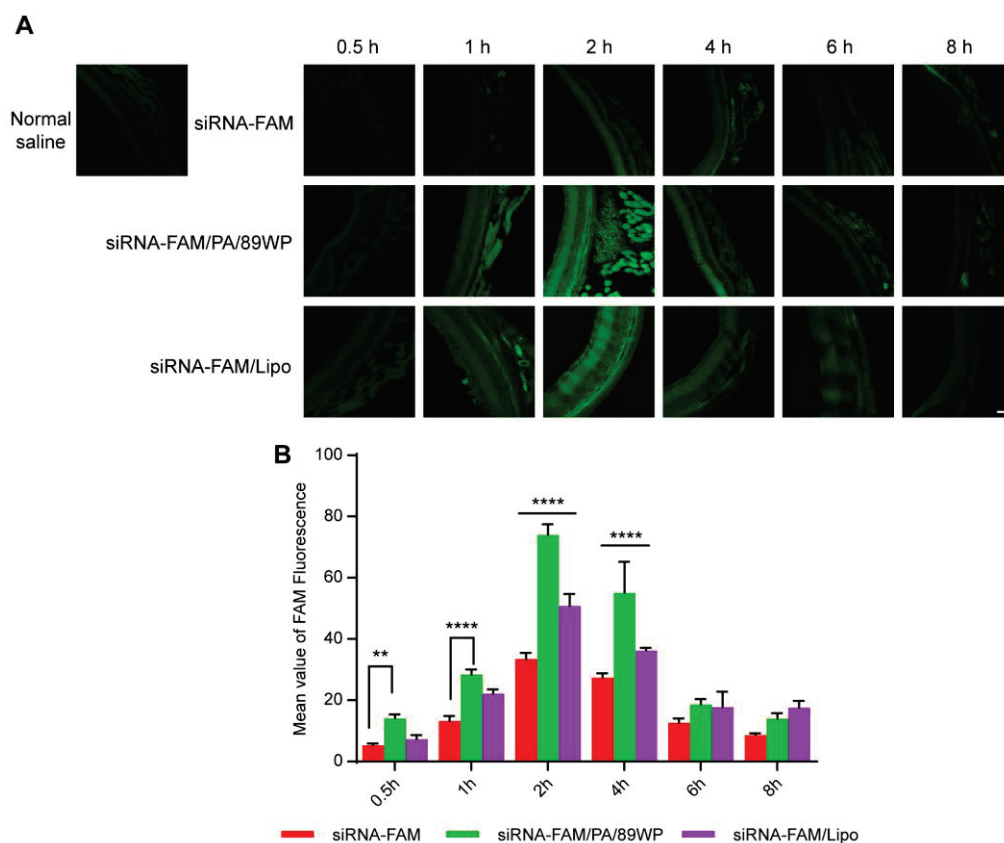 A
0.5 h 1 h 2 h 4 h 6 h 8 h
Normal
saline
siRNA-FAM
siRNA-FAM/PA/89WP
siRNA-FAM/Lipo
B
Mean value of FAM Fluorescence
100
80
60
40
20
0
** **** **** ****
0.5h 1h 2h 4h 6h 8h
siRNA-FAM siRNA-FAM/PA/89WP siRNA-FAM/Lipo